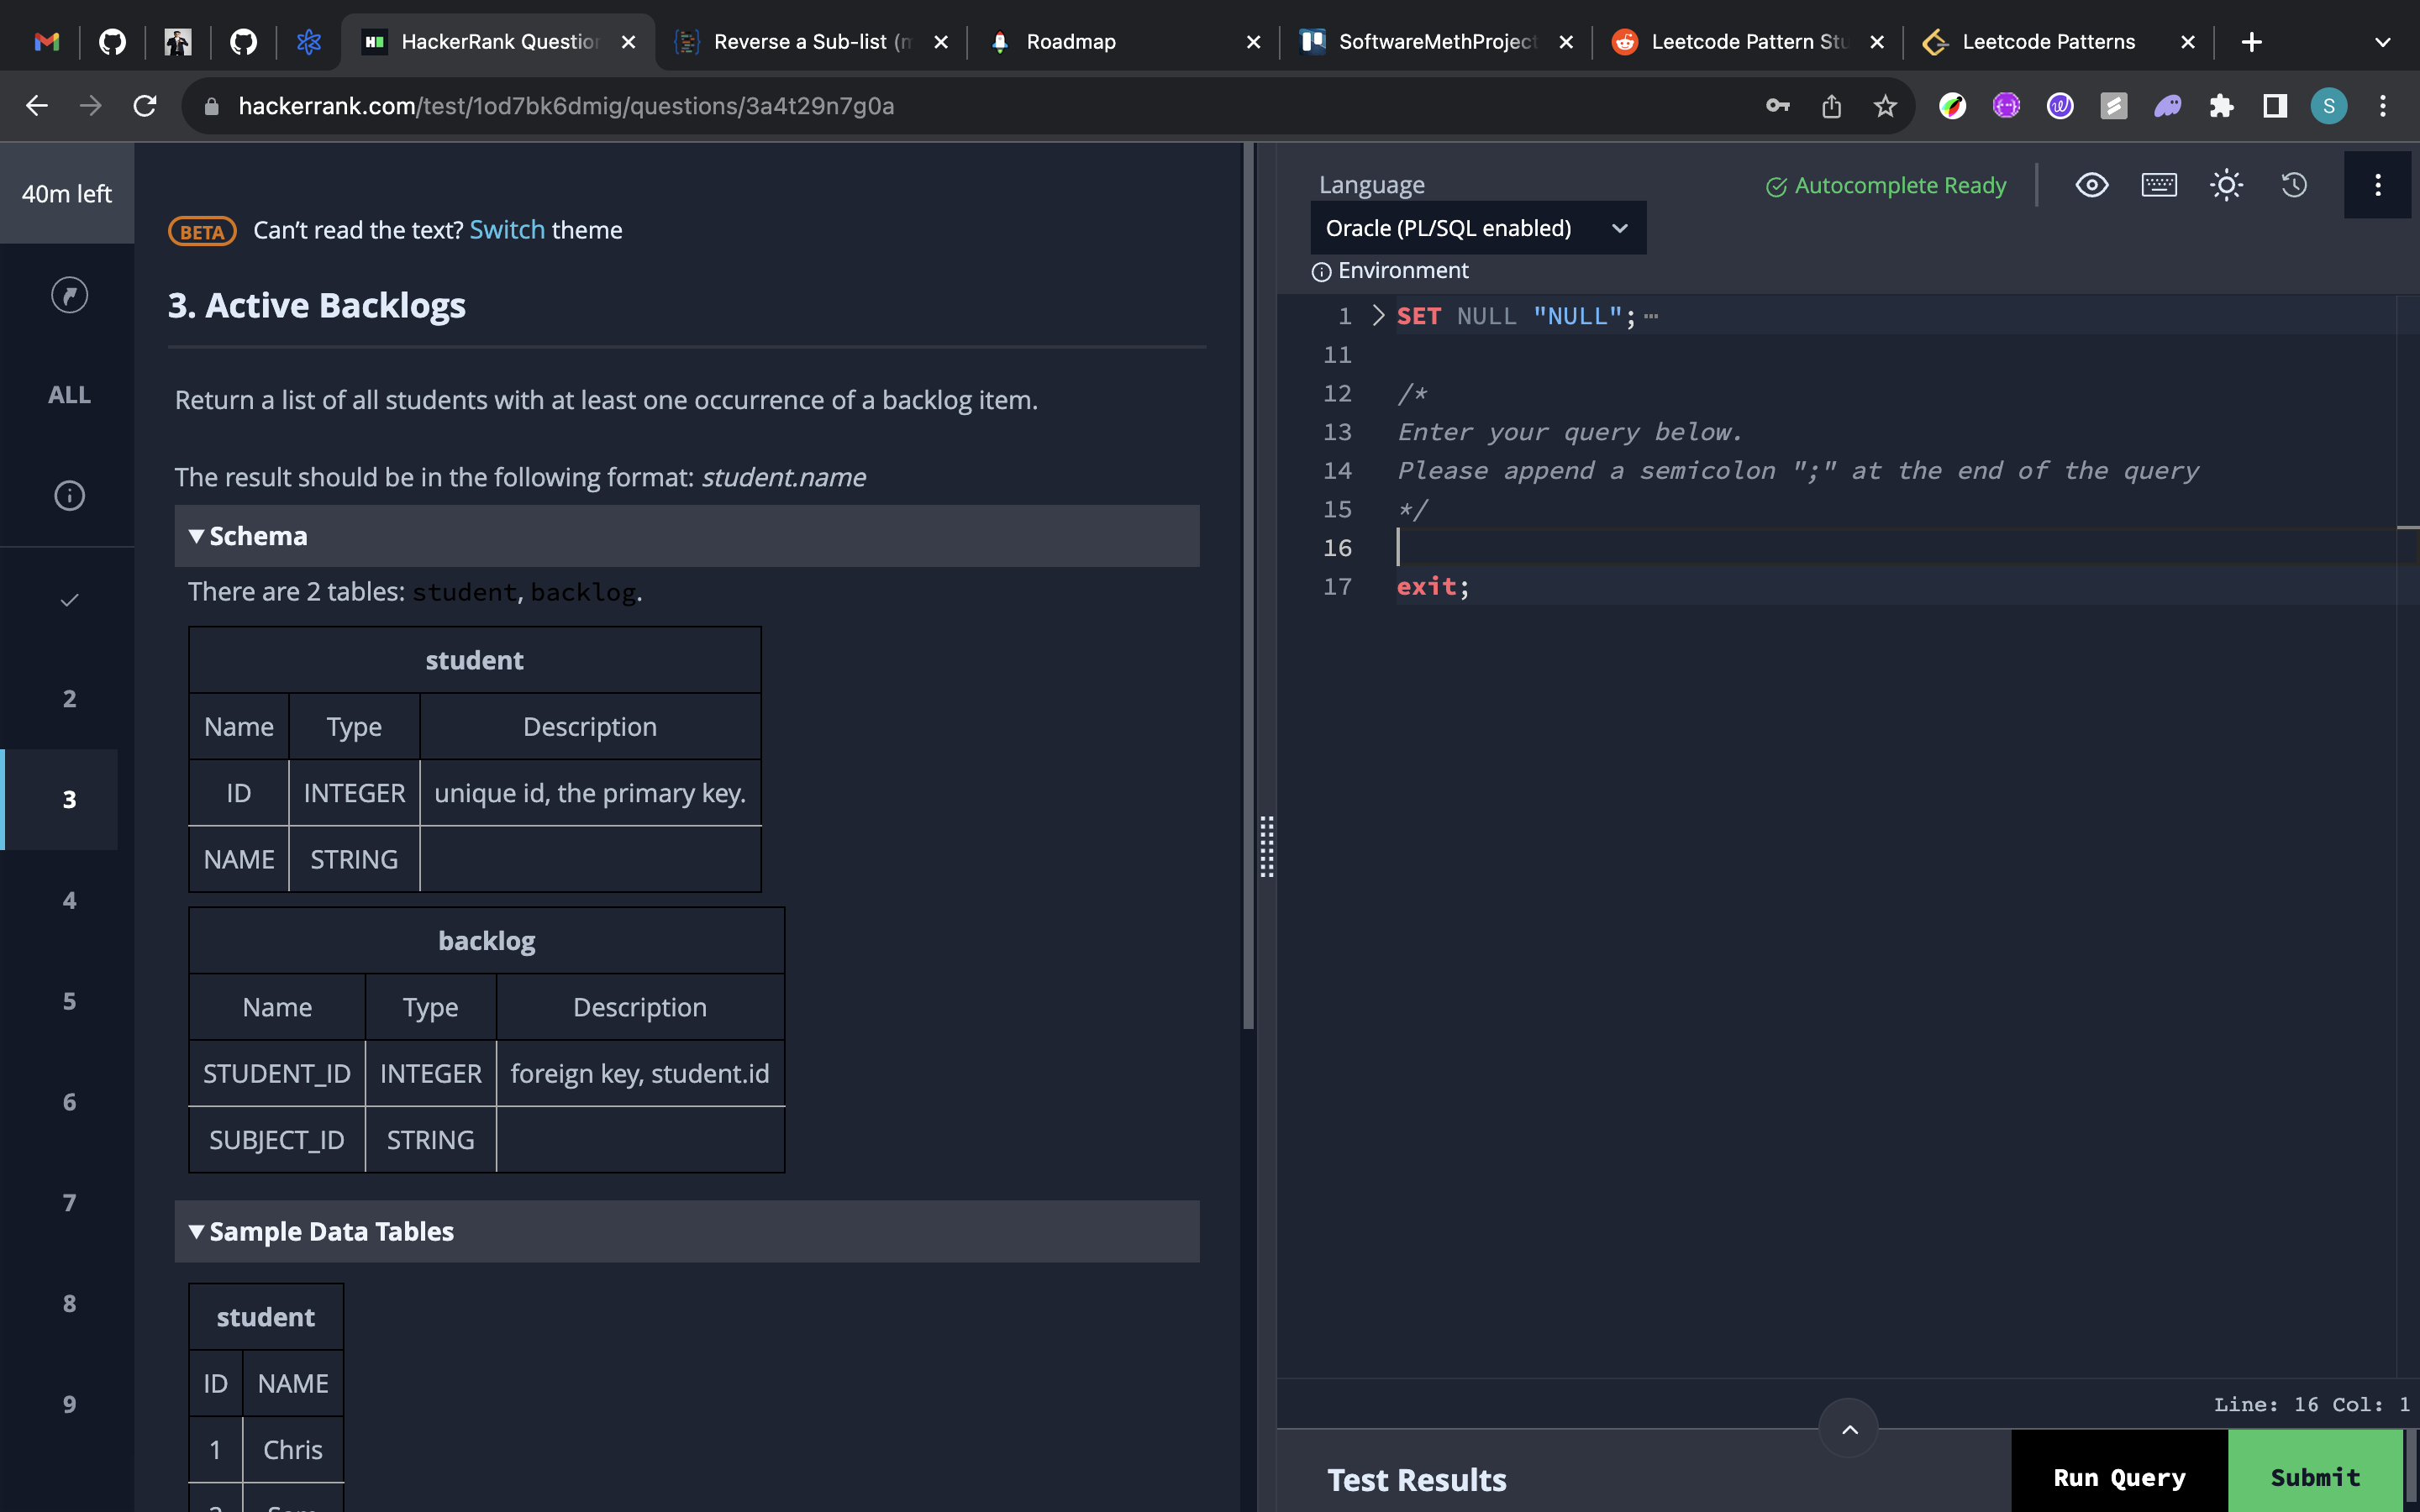 HackerRank Question
Reverse a Sub-list (m
Roadmap
SoftwareMethProject
Leetcode Pattern Stu
Leetcode Patterns
hackerrank.com/test/1od7bk6dmig/questions/3a4t29n7g0a
S
40m left
ALL
2
3
4
5
6
7
8
9
BETA Can’t read the text? Switch theme
3. Active Backlogs
Return a list of all students with at least one occurrence of a backlog item.
The result should be in the following format: student.name
▼ Schema
There are 2 tables: student, backlog.
student
Name Type Description
ID INTEGER unique id, the primary key.
NAME STRING
backlog
Name Type Description
STUDENT_ID INTEGER foreign key, student.id
SUBJECT_ID STRING
▼ Sample Data Tables
student
ID NAME
1 Chris
Language
Autocomplete Ready
Oracle (PL/SQL enabled)
Environment
1 SET NULL "NULL";
11
12 /*
13 Enter your query below.
14 Please append a semicolon ";" at the end of the query
15 */
16
17 exit;
Line: 16 Col: 1
Test Results
Run Query
Submit